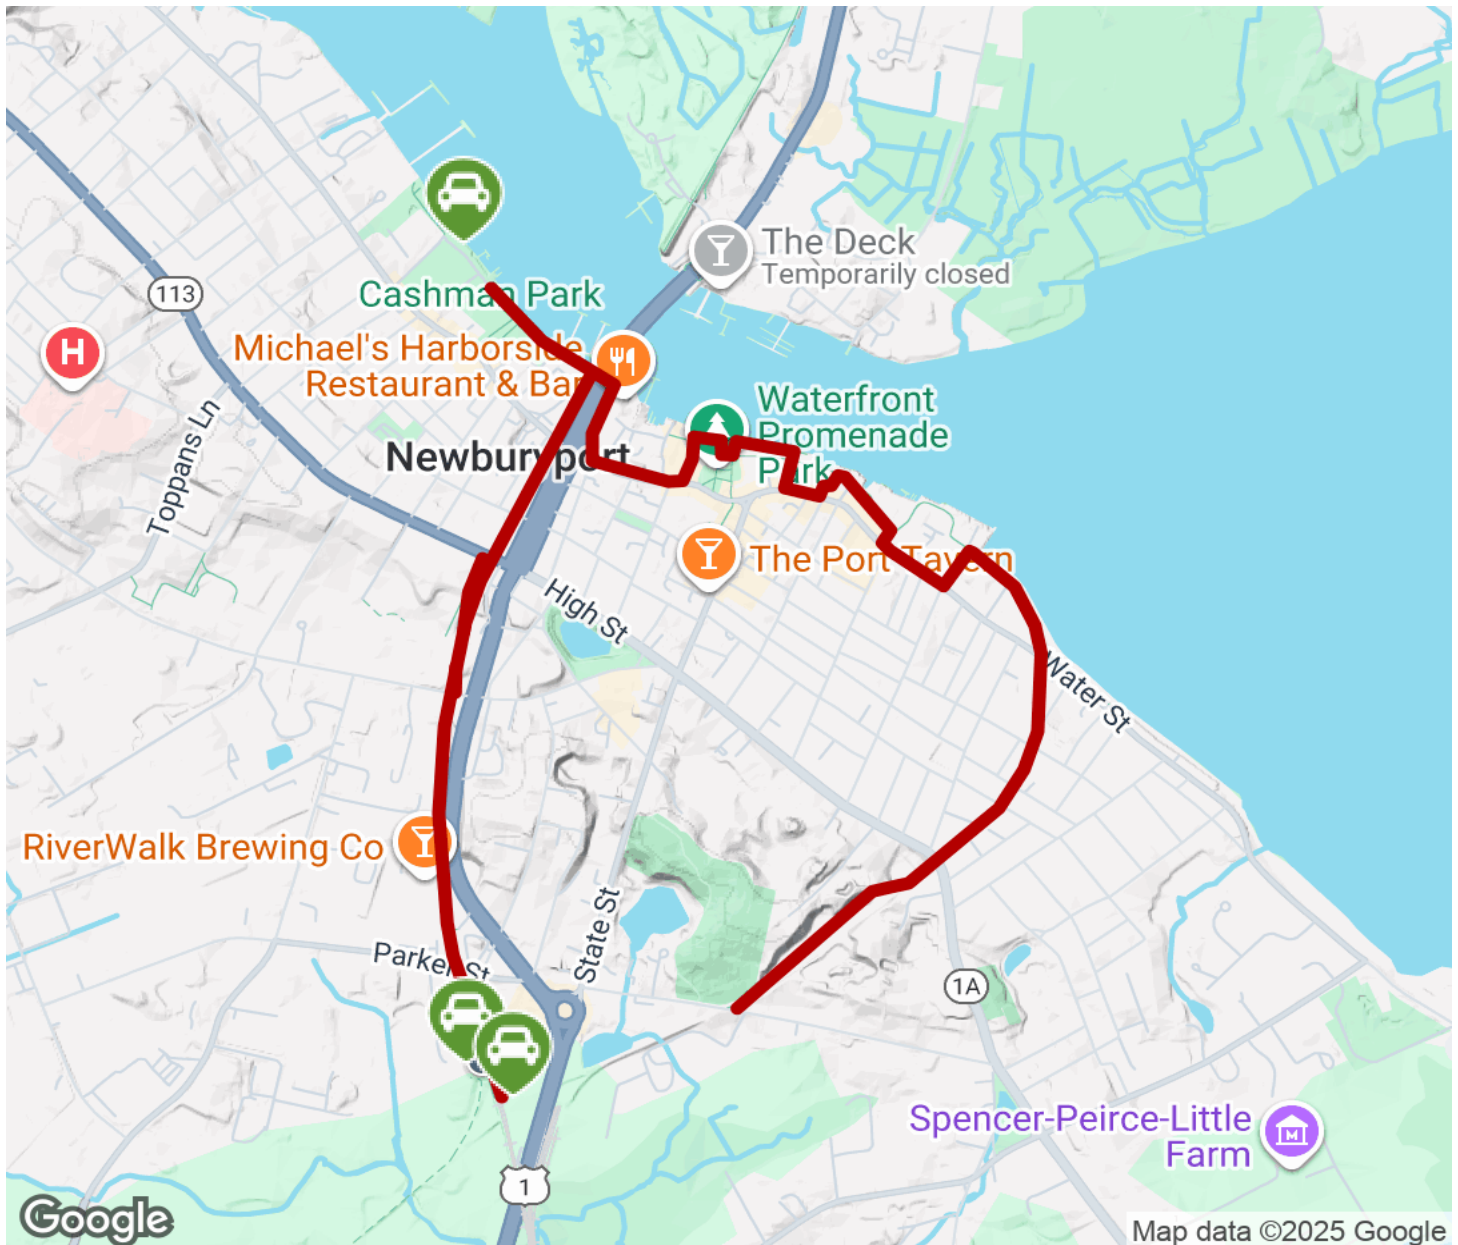 The Deck
Temporarily closed
113
Cashman Park
H
Michael's Harborside
Restaurant & Bar
Waterfront
Promenade
Park
Newburyport
Toppans Ln
The Port Tavern
High St
Water St
RiverWalk Brewing Co
State St
Parker St
1A
Spencer-Peirce-Little
Farm
M
1
Google
Map data ©2025 Google